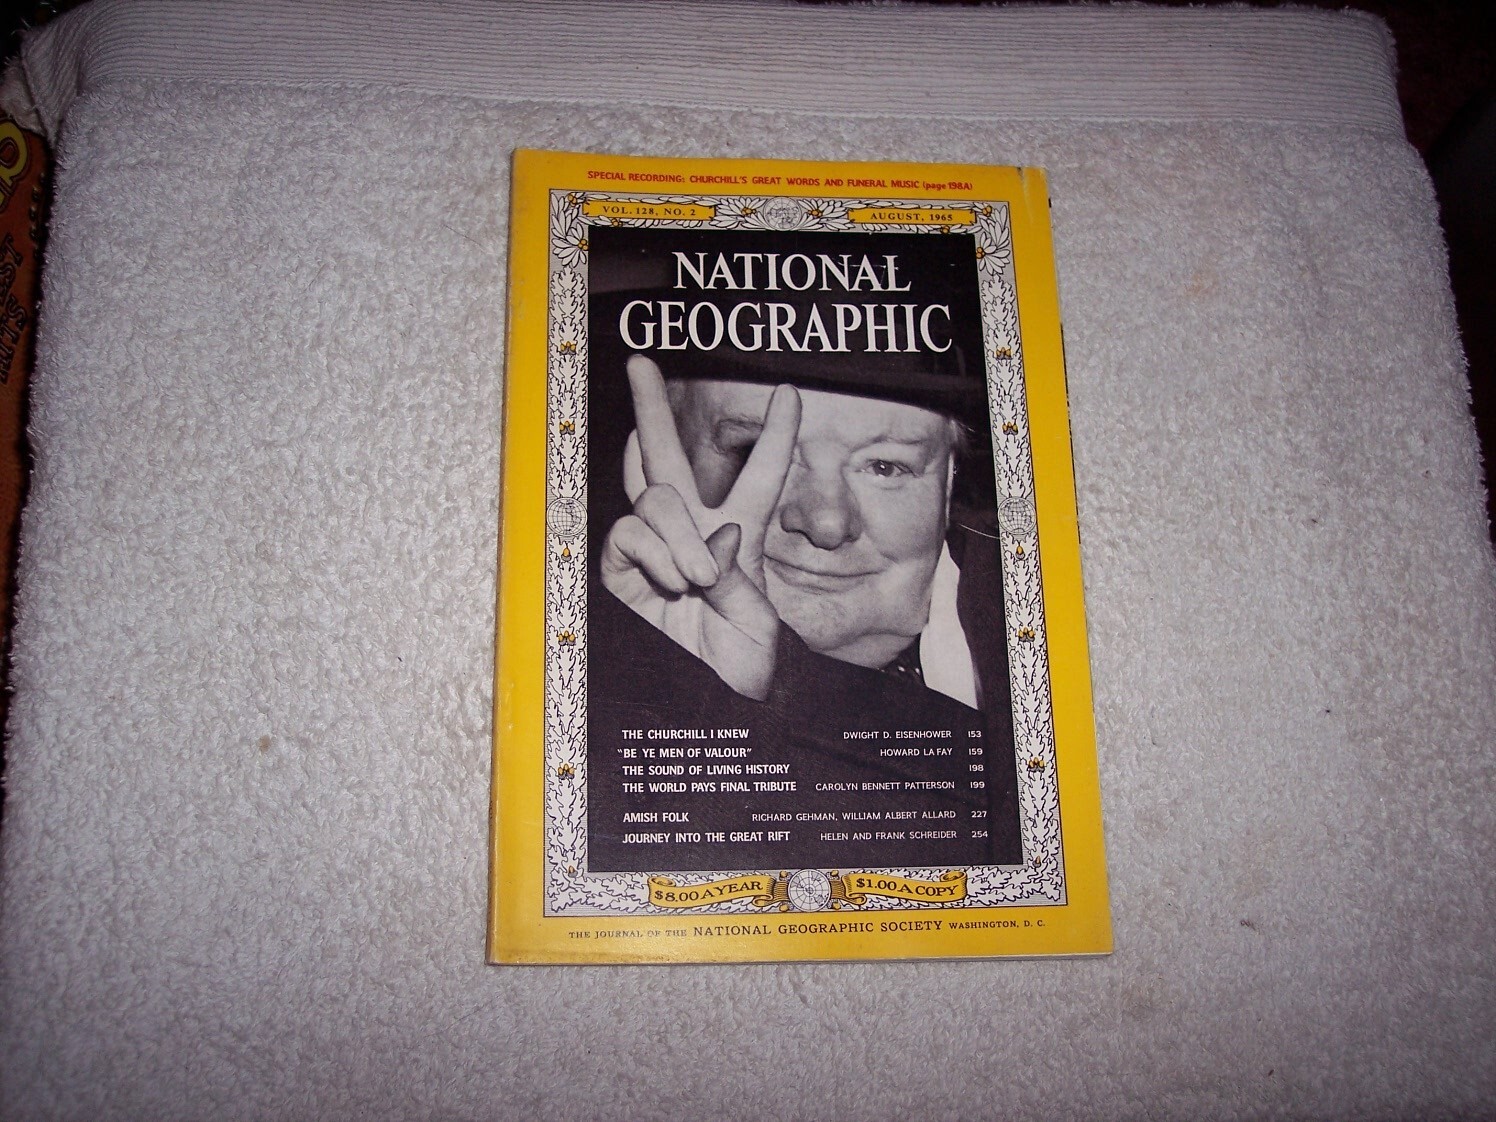 SPECIAL RECORDING: CHURCHILL'S GREAT WORDS AND FUNERAL MUSIC (page 198A)
VOL. 128, NO. 2 AUGUST, 1965
NATIONAL
GEOGRAPHIC
THE CHURCHILL I KNEW DWIGHT D. EISENHOWER 153
"BE YE MEN OF VALOUR" HOWARD LA FAY 159
THE SOUND OF LIVING HISTORY 198
THE WORLD PAYS FINAL TRIBUTE CAROLYN BENNETT PATTERSON 199
AMISH FOLK RICHARD GEHMAN, WILLIAM ALBERT ALLARD 227
JOURNEY INTO THE GREAT RIFT HELEN AND FRANK SCHREIDER 254
$8.00 A YEAR $1.00 A COPY
THE JOURNAL OF THE NATIONAL GEOGRAPHIC SOCIETY WASHINGTON, D. C.